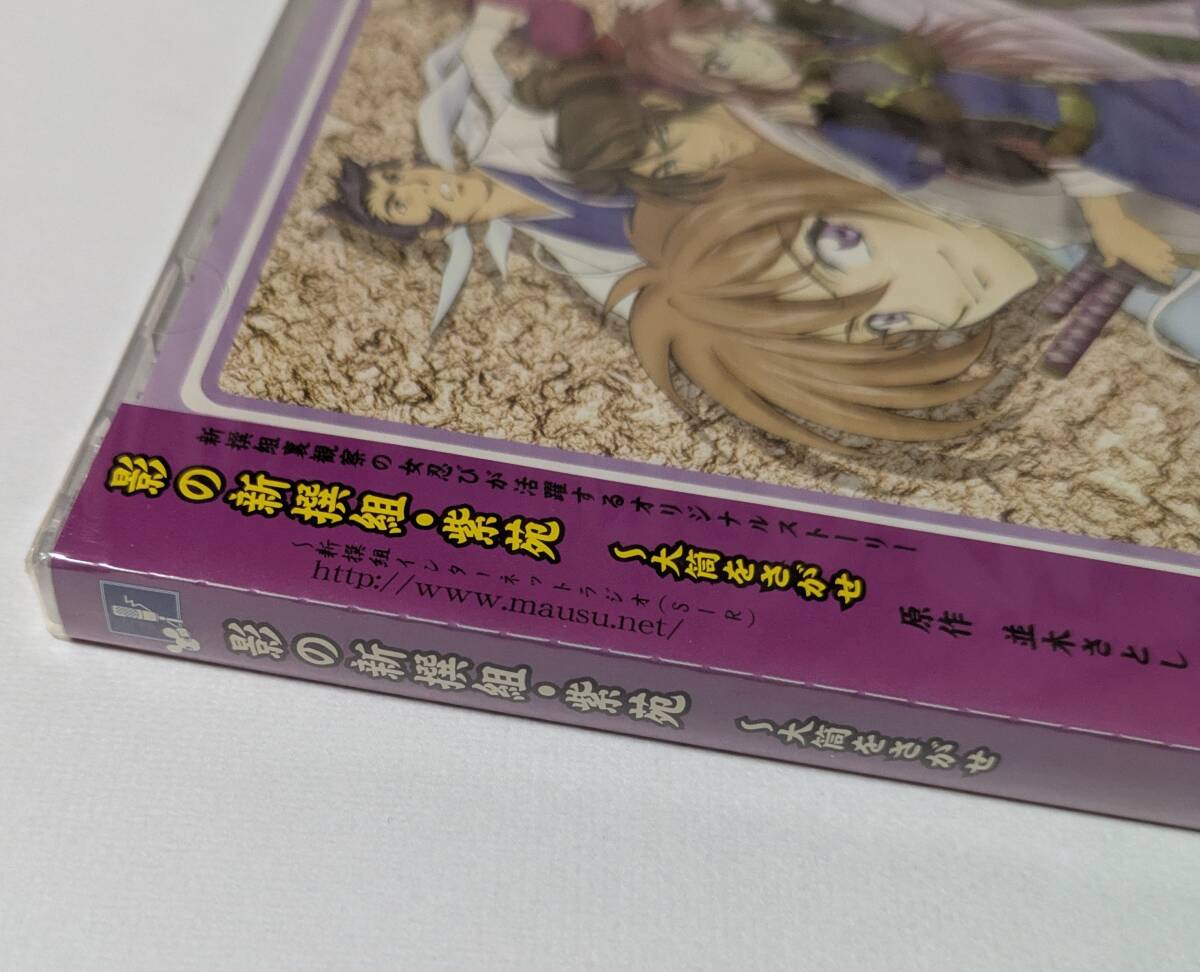 新撰組裏観察の女忍びが活躍するオリジナルストーリー
影の新撰組・紫苑 ～大筒をさがせ
～新撰組インターネットラジオ(SIR)
http://www.mausu.net/
原作 並木さとし
影の新撰組・紫苑 ～大筒をさがせ